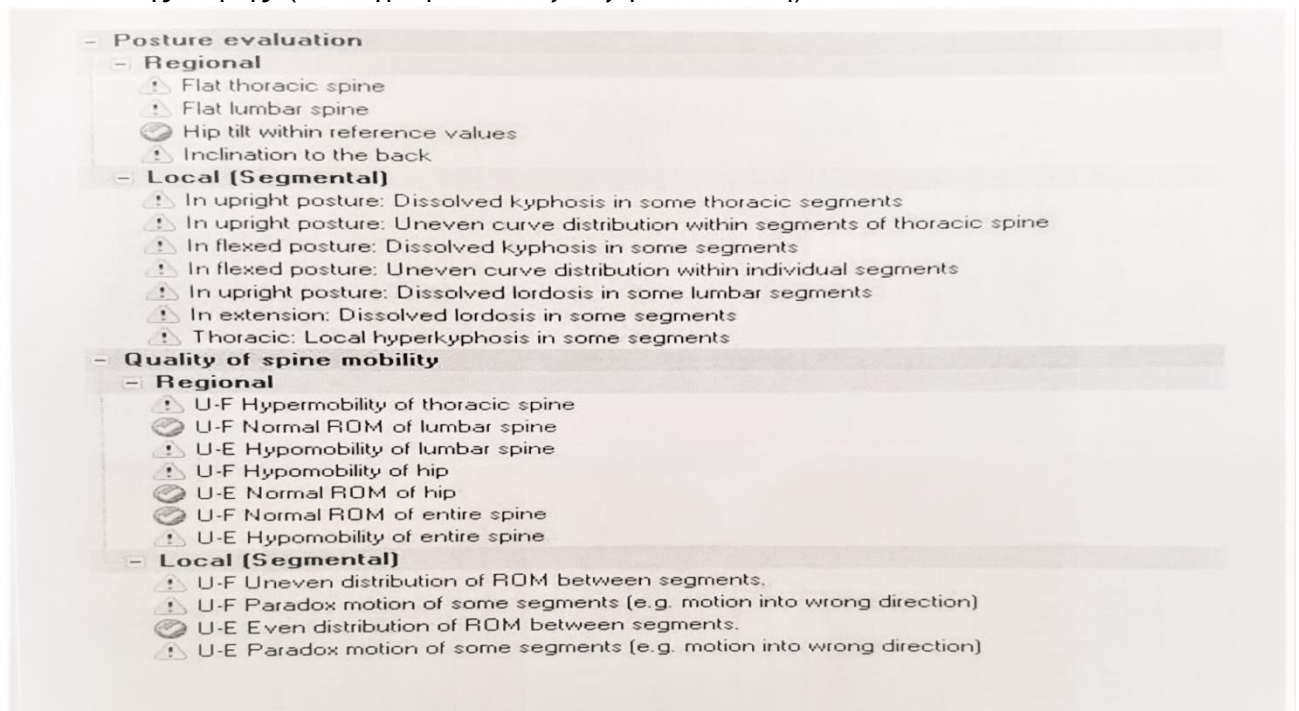 Posture evaluation
Regional
Flat thoracic spine
Flat lumbar spine
Hip tilt within reference values
Inclination to the back
Local (Segmental)
In upright posture: Dissolved kyphosis in some thoracic segments
In upright posture: Uneven curve distribution within segments of thoracic spine
In flexed posture: Dissolved kyphosis in some segments
In flexed posture: Uneven curve distribution within individual segments
In upright posture: Dissolved lordosis in some lumbar segments
In extension: Dissolved lordosis in some segments
Thoracic: Local hyperkyphosis in some segments
Quality of spine mobility
Regional
U-F Hypermobility of thoracic spine
U-F Normal ROM of lumbar spine
U-E Hypomobility of lumbar spine
U-F Hypomobility of hip
U-E Normal ROM of hip
U-F Normal ROM of entire spine
U-E Hypomobility of entire spine
Local (Segmental)
U-F Uneven distribution of ROM between segments.
U-F Paradox motion of some segments (e.g. motion into wrong direction)
U-E Even distribution of ROM between segments.
U-E Paradox motion of some segments (e.g. motion into wrong direction)